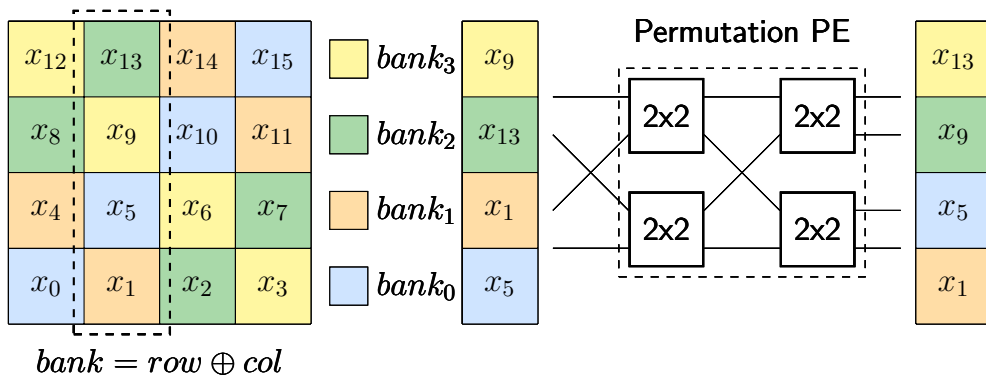 Permutation PE
x₁₂ x₁₃ x₁₄ x₁₅ bank₃ x₉ x₁₃
x₈ x₉ x₁₀ x₁₁ bank₂ x₁₃ 2x2 2x2 x₉
x₄ x₅ x₆ x₇ bank₁ x₁ 2x2 2x2 x₅
x₀ x₁ x₂ x₃ bank₀ x₅ x₁
bank = row ⊕ col